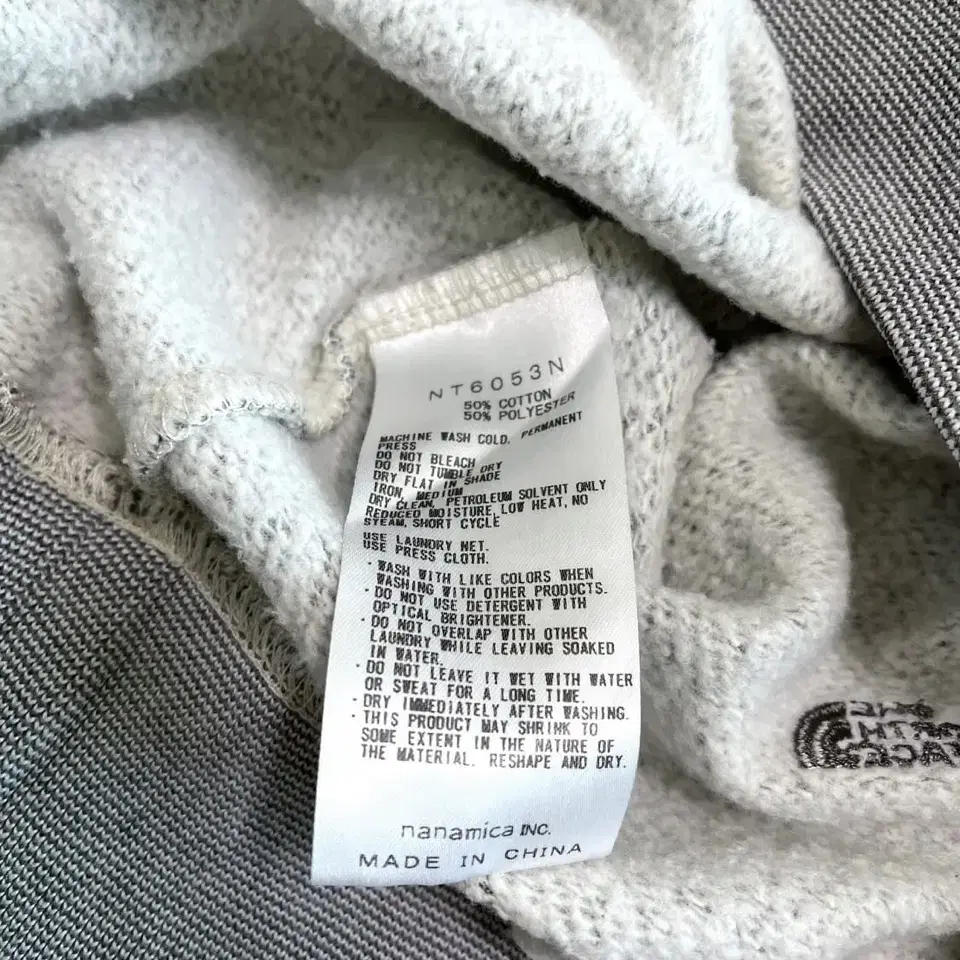 NT6053N
50% COTTON
50% POLYESTER
MACHINE WASH COLD. PERMANENT
PRESS
DO NOT BLEACH
DO NOT TUMBLE DRY
DRY FLAT IN SHADE
IRON, MEDIUM
DRY CLEAN, PETROLEUM SOLVENT ONLY
REDUCED MOISTURE, LOW HEAT, NO
STEAM, SHORT CYCLE
USE LAUNDRY NET.
USE PRESS CLOTH.
· WASH WITH LIKE COLORS WHEN
WASHING WITH OTHER PRODUCTS.
· DO NOT USE DETERGENT WITH
OPTICAL BRIGHTENER.
· DO NOT OVERLAP WITH OTHER
LAUNDRY WHILE LEAVING SOAKED
IN WATER.
· DO NOT LEAVE IT WET WITH WATER
OR SWEAT FOR A LONG TIME.
· DRY IMMEDIATELY AFTER WASHING.
· THIS PRODUCT MAY SHRINK TO
SOME EXTENT IN THE NATURE OF
THE MATERIAL. RESHAPE AND DRY.
nanamica INC.
MADE IN CHINA